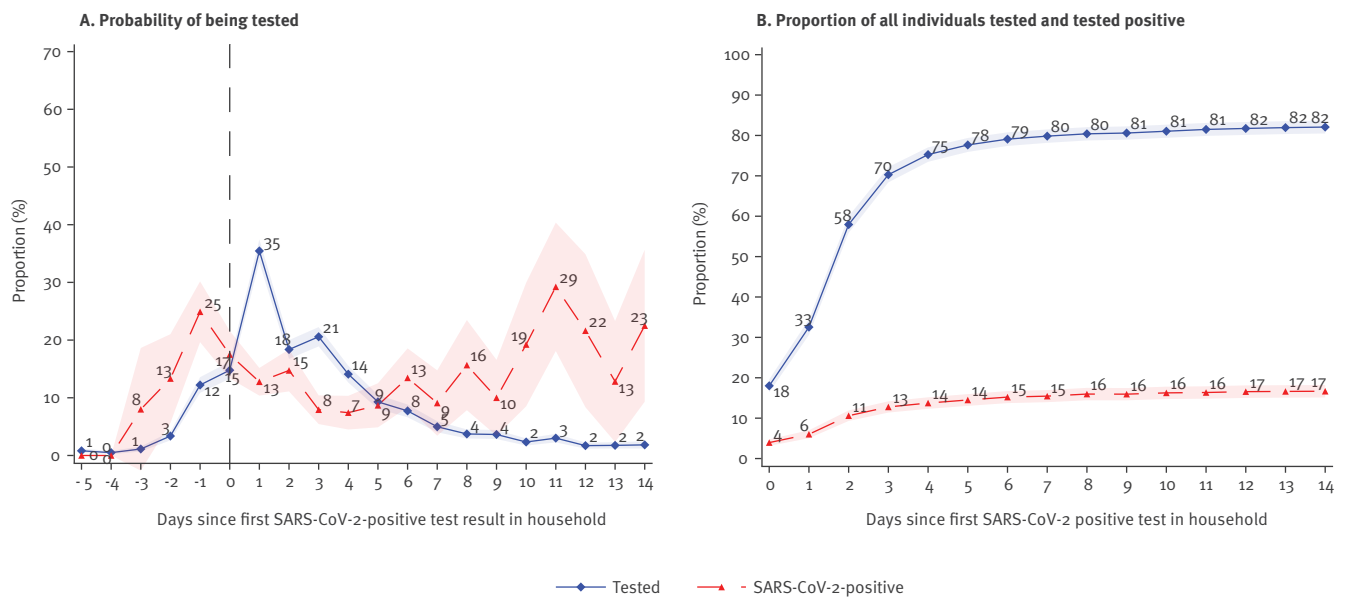 A. Probability of being tested
70
60
50
40
30
20
10
0
Proportion (%)
1 0 1 3 12 15 35 18 21 14 9 8 5 4 4 2 3 2 2 2
0 0 8 13 25 17 13 15 8 7 9 13 9 16 10 19 29 22 13 23
-5 -4 -3 -2 -1 0 1 2 3 4 5 6 7 8 9 10 11 12 13 14
Days since first SARS-CoV-2-positive test result in household
B. Proportion of all individuals tested and tested positive
100
90
80
70
60
50
40
30
20
10
0
Proportion (%)
18 33 58 70 75 78 79 80 80 81 81 81 82 82 82
4 6 11 13 14 14 15 15 16 16 16 16 17 17 17
0 1 2 3 4 5 6 7 8 9 10 11 12 13 14
Days since first SARS-CoV-2 positive test in household
Tested
SARS-CoV-2-positive